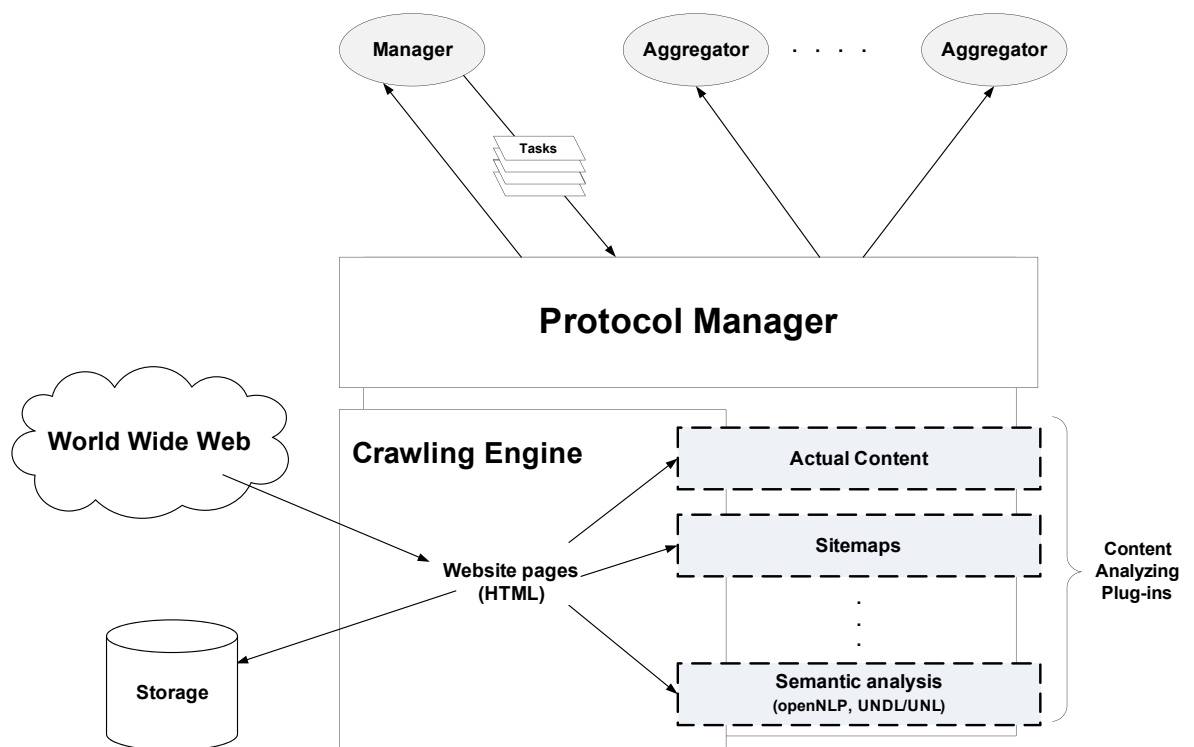 Manager
Aggregator
. . . .
Aggregator
Tasks
Protocol Manager
World Wide Web
Crawling Engine
Actual Content
Sitemaps
Website pages
(HTML)
Content
Analyzing
Plug-ins
.
.
.
Storage
Semantic analysis
(openNLP, UNDL/UNL)